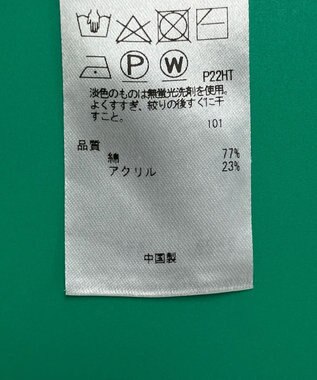 P W P22HT
淡色のものは無蛍光洗剤を使用。
よくすすぎ、絞りの後すぐに干
すこと。
101
品質
綿 77%
アクリル 23%
中国製